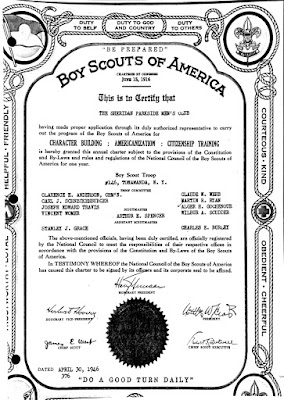 DUTY TO SELF
DUTY TO GOD AND COUNTRY
DUTY TO OTHERS
"BE PREPARED"
BOY SCOUTS OF AMERICA
CHARTERED BY CONGRESS
JUNE 15, 1916
This is to Certify that
THE SHERIDAN PARKSIDE MEN'S CLUB
having made proper application through its duly authorized representative to carry
out the program of the Boy Scouts of America for
CHARACTER BUILDING : AMERICANIZATION : CITIZENSHIP TRAINING
is hereby granted this annual charter subject to the provisions of the Constitution
and By-Laws and rules and regulations of the National Council of the Boy Scouts of
America for one year.
Boy Scout Troop
TONAWANDA, N. Y.
TROOP COMMITTEE
CLARENCE E. ANDERSON,
CARL J.
JOSEPH EDWARD TRAVIS
VINCENT WOMER
CLAUDE W. WEED
MARTIN R. RYAN
ALGER E.
WILBUR A. SCUDDER
SCOUTMASTER
ARTHUR E. SPENCER
ASSISTANT SCOUTMASTERS
STANLEY J. GRACE
CHARLES E. BURLEY
The above-mentioned officials, having been duly certified, are officially registered
by the National Council to meet the responsibilities of their respective offices in
accordance with the provisions of the Constitution and By-Laws of the Boy Scouts
of America.
In TESTIMONY WHEREOF the National Council of the Boy Scouts of America has
caused this charter to be signed by its officers and its corporate seal to be affixed.
HONORARY PRESIDENT
HONORARY VICE-PRESIDENT
PRESIDENT
CHIEF SCOUT
CHIEF SCOUT EXECUTIVE
DATED APRIL 30, 1946
376
"DO A GOOD TURN DAILY"
HELPFUL · FRIENDLY
COURTEOUS · KIND
OBEDIENT · CHEERFUL
LOYAL